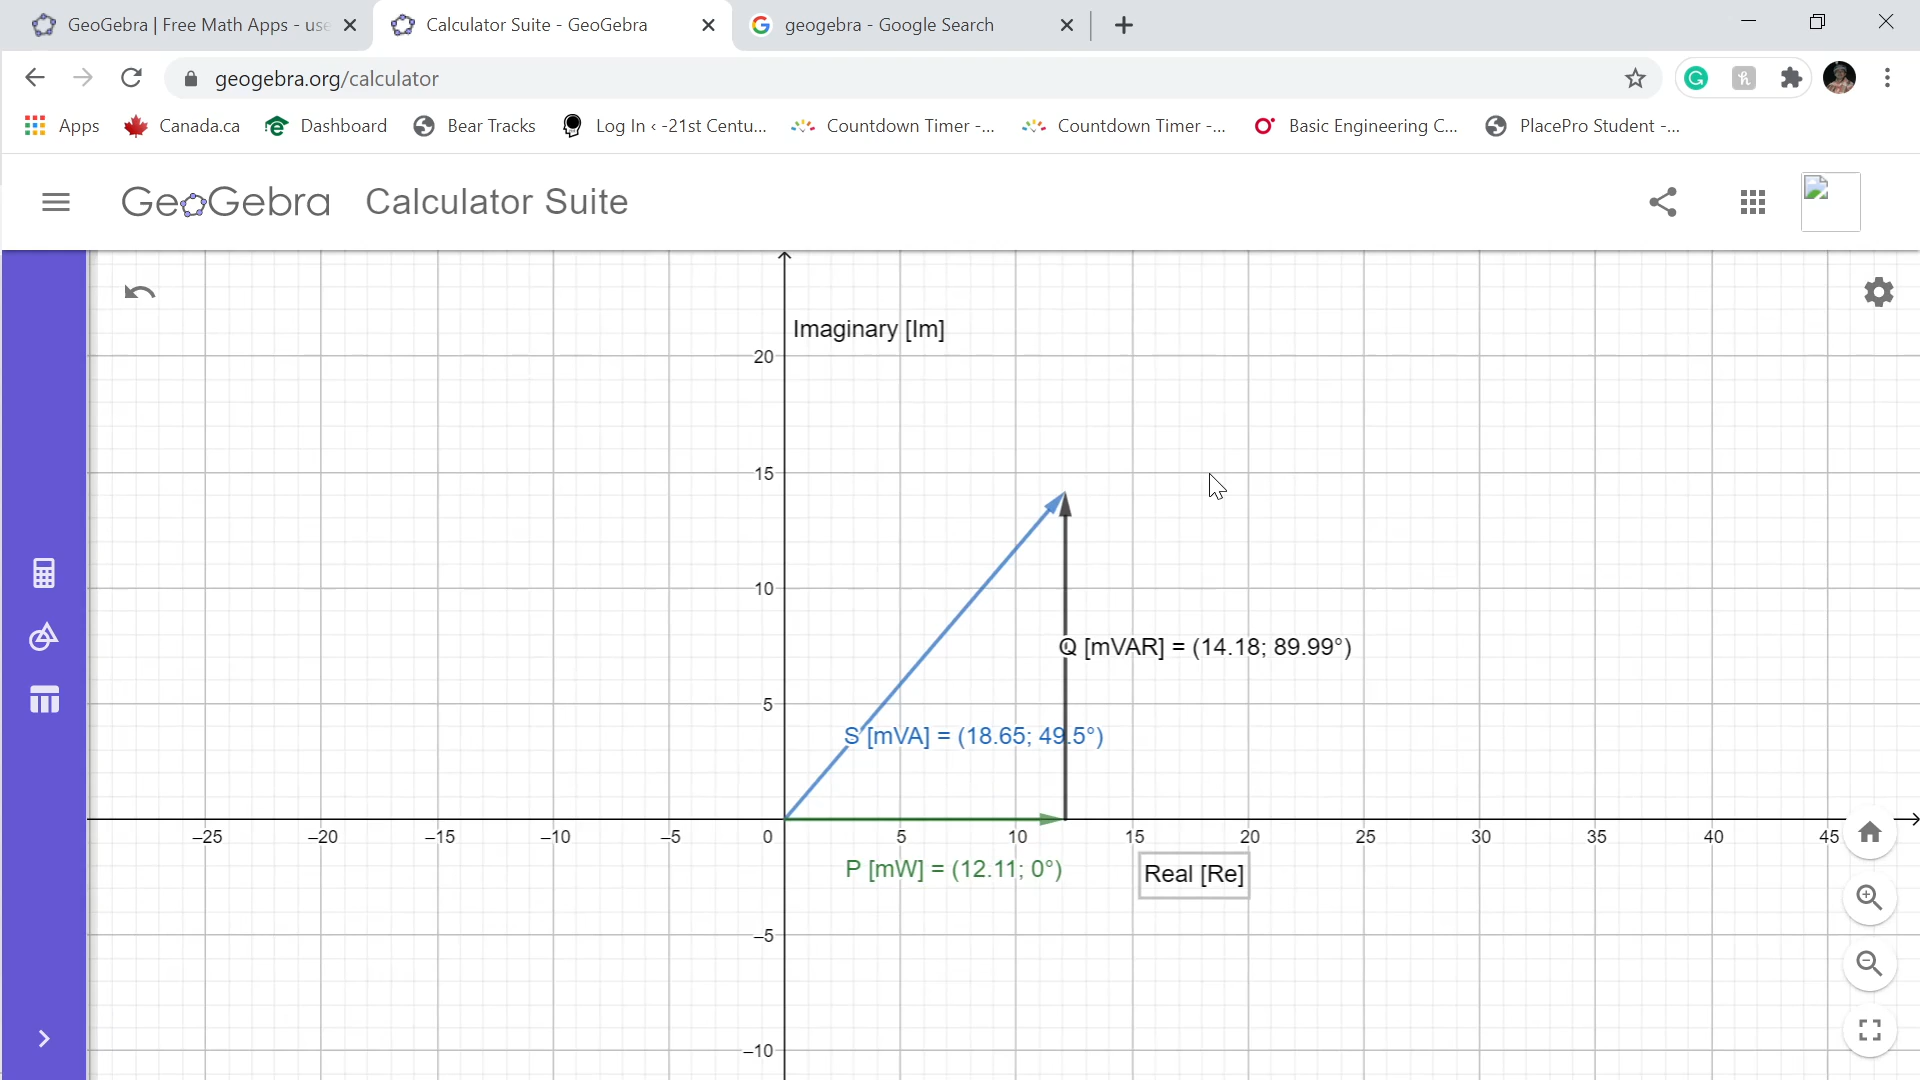 GeoGebra | Free Math Apps - use
Calculator Suite - GeoGebra
geogebra - Google Search
geogebra.org/calculator
Apps
Canada.ca
Dashboard
Bear Tracks
Log In ‹ -21st Centu...
Countdown Timer -...
Countdown Timer -...
Basic Engineering C...
PlacePro Student -...
GeoGebra Calculator Suite
Imaginary [Im]
20
15
10
5
Q [mVAR] = (14.18; 89.99°)
S [mVA] = (18.65; 49.5°)
–25 –20 –15 –10 –5 0 5 10 15 20 25 30 35 40 45
P [mW] = (12.11; 0°)
Real [Re]
–5
–10